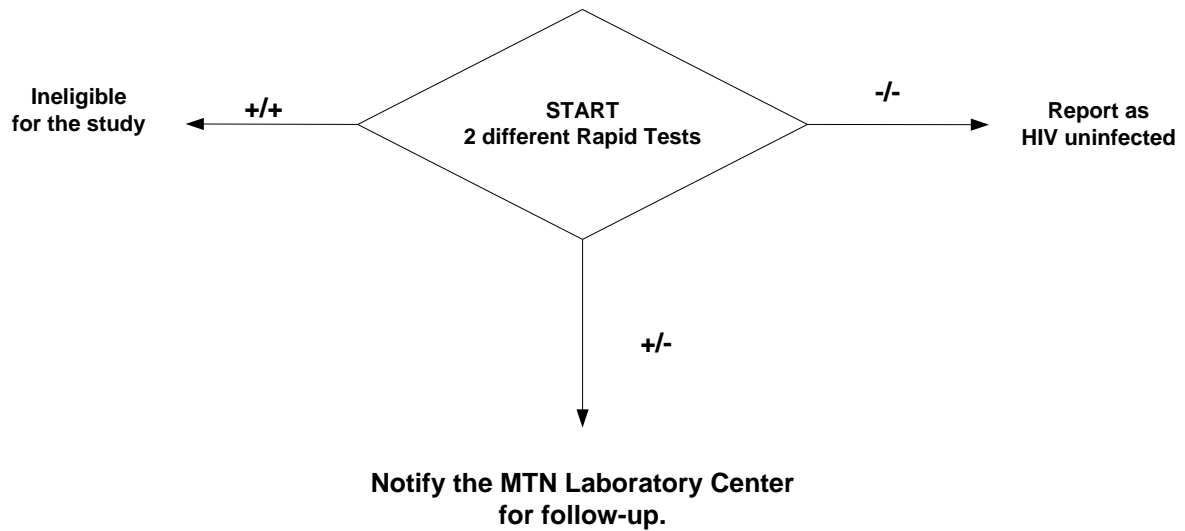 START
2 different Rapid Tests
+/+
Ineligible
for the study
-/-
Report as
HIV uninfected
+/-
Notify the MTN Laboratory Center
for follow-up.